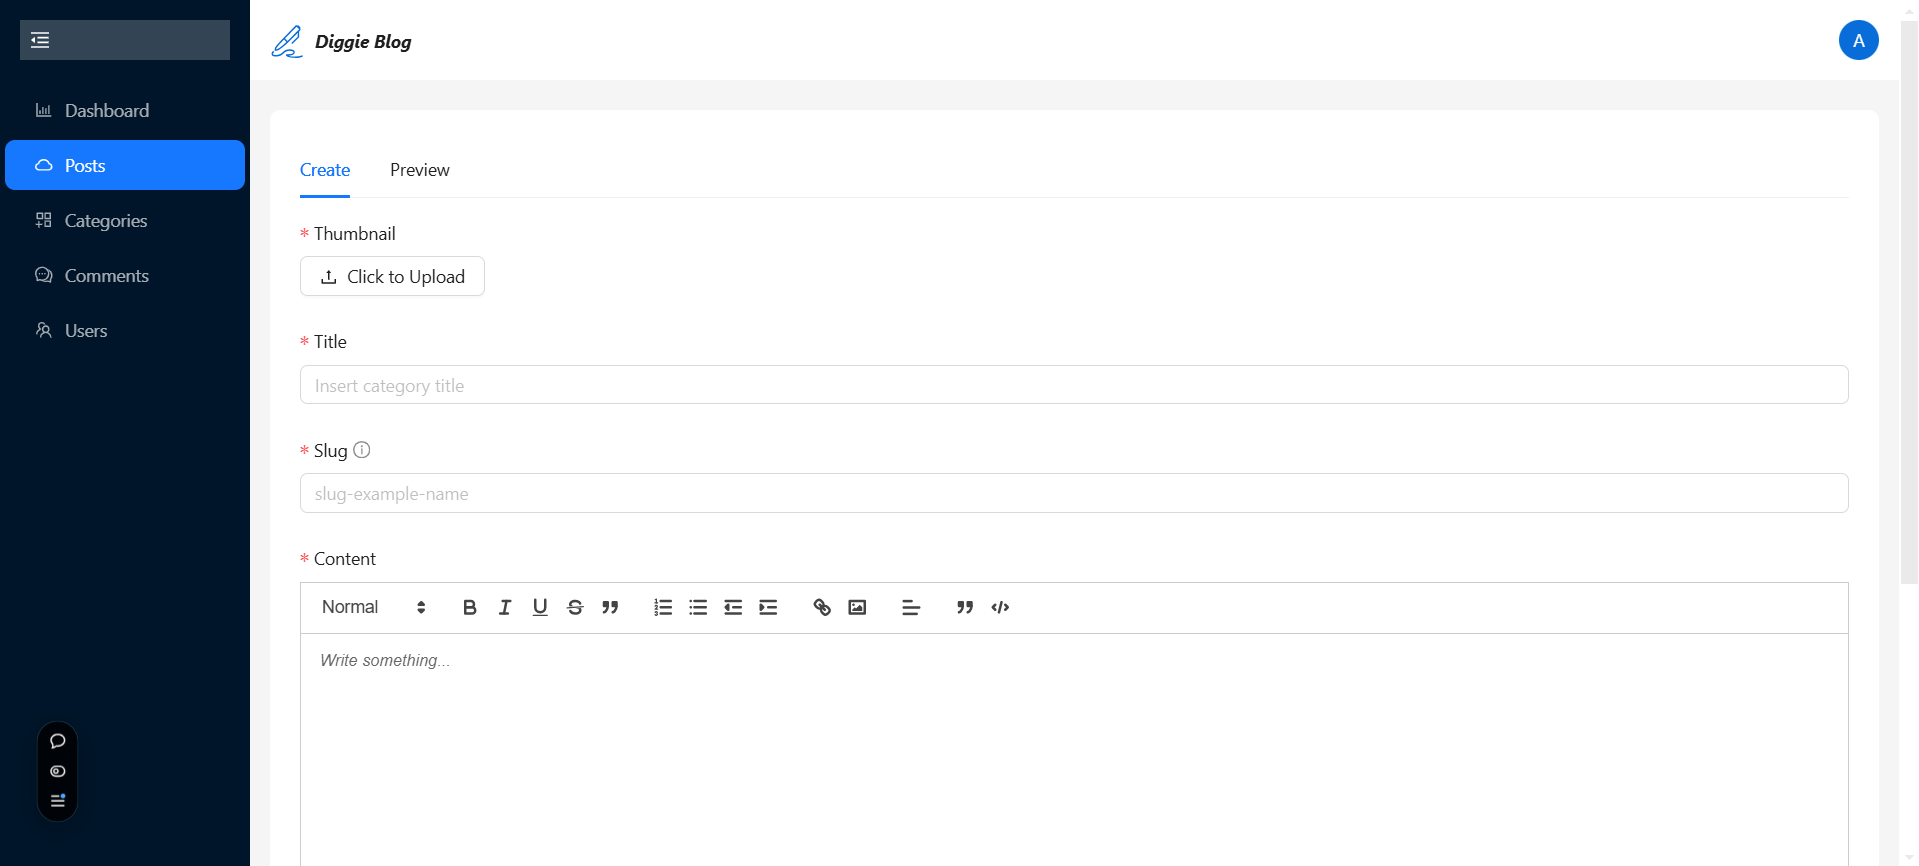 Diggie Blog
A
Dashboard
Posts
Categories
Comments
Users
Create Preview
* Thumbnail
Click to Upload
* Title
Insert category title
* Slug
slug-example-name
* Content
Normal
Write something...